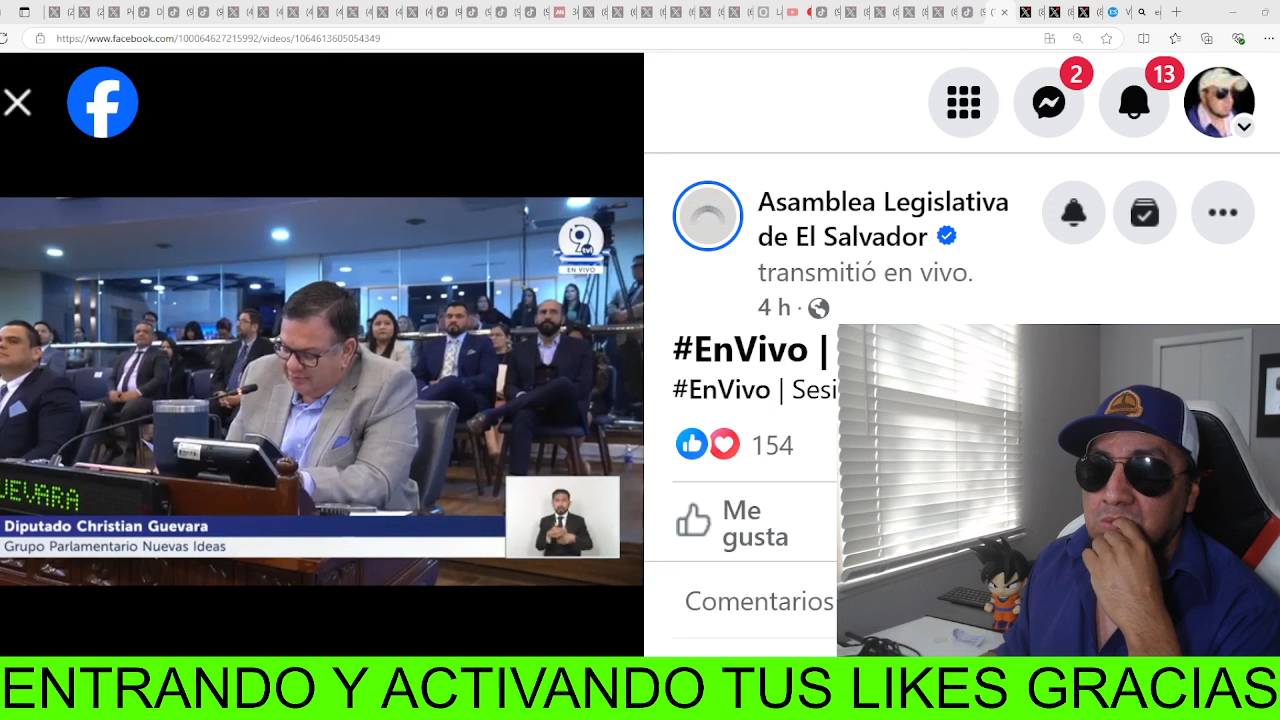 https://www.facebook.com/100064627215992/videos/1064613605054349
2
13
Asamblea Legislativa
de El Salvador
transmitió en vivo.
4 h ·
#EnVivo |
#EnVivo | Sesi
154
Me
gusta
Comentarios
tvl
EN VIVO
UEVARA
Diputado Christian Guevara
Grupo Parlamentario Nuevas Ideas
ENTRANDO Y ACTIVANDO TUS LIKES GRACIAS